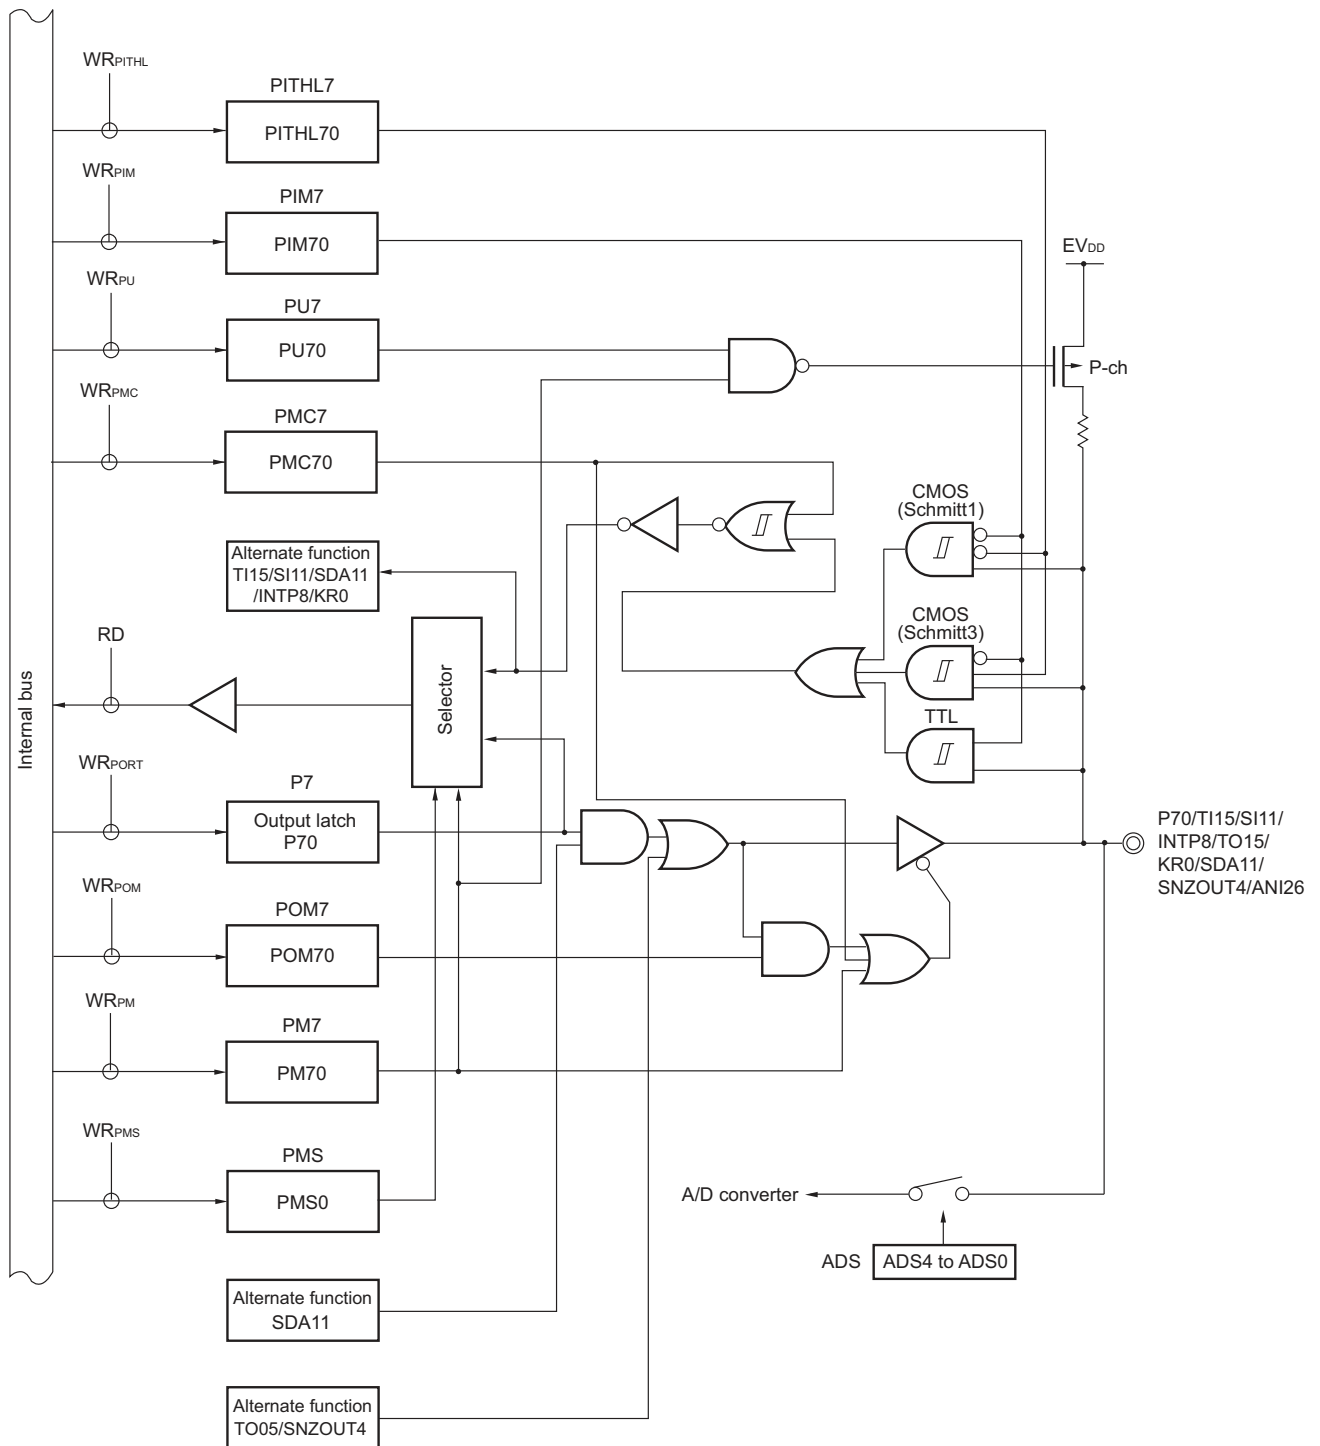 WRPITHL
PITHL7
PITHL70
WRPIM
PIM7
PIM70
EVDD
WRPU
PU7
PU70
P-ch
WRPMC
PMC7
PMC70
CMOS
(Schmitt1)
Alternate function
TI15/SI11/SDA11
/INTP8/KR0
CMOS
(Schmitt3)
RD
Selector
Internal bus
TTL
WRPORT
P7
Output latch
P70
P70/TI15/SI11/
INTP8/TO15/
KR0/SDA11/
SNZOUT4/ANI26
WRPOM
POM7
POM70
WRPM
PM7
PM70
WRPMS
PMS
PMS0
A/D converter
ADS
ADS4 to ADS0
Alternate function
SDA11
Alternate function
TO05/SNZOUT4